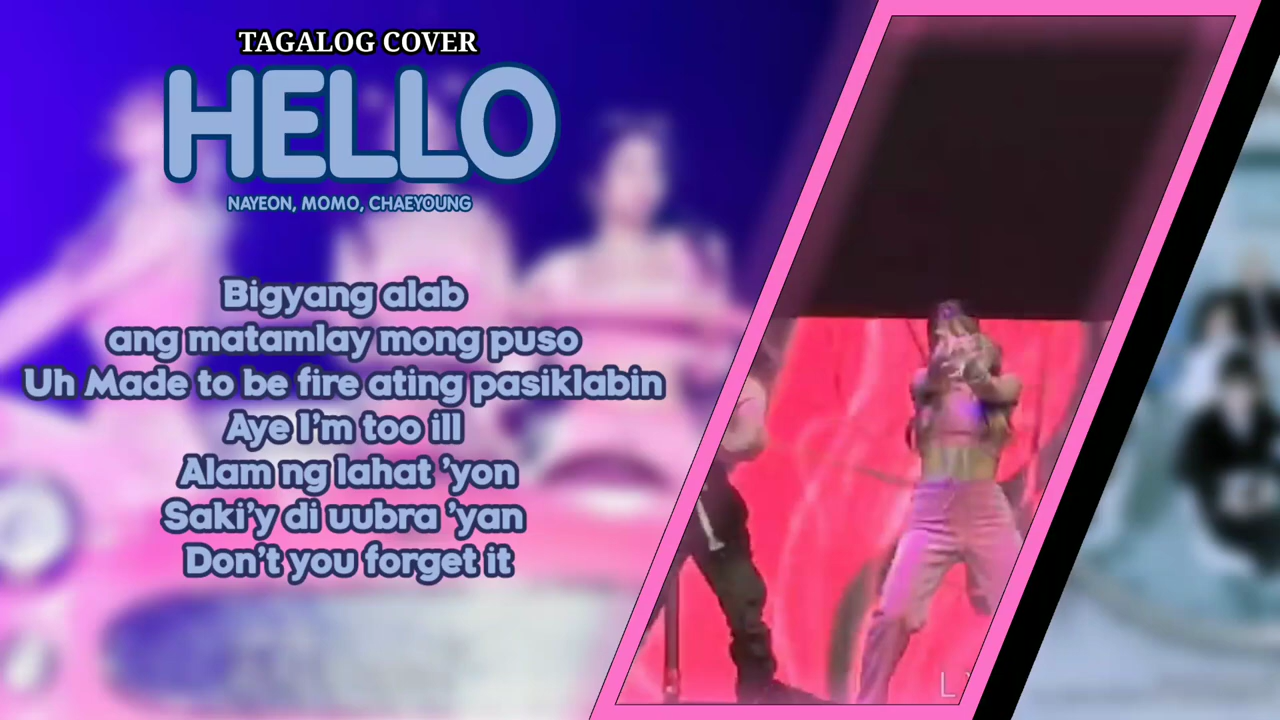 TAGALOG COVER
HELLO
NAYEON, MOMO, CHAEYOUNG
Bigyang alab
ang matamlay mong puso
Uh Made to be fire ating pasiklabin
Aye I'm too ill
Alam ng lahat 'yon
Saki'y di uubra 'yan
Don't you forget it